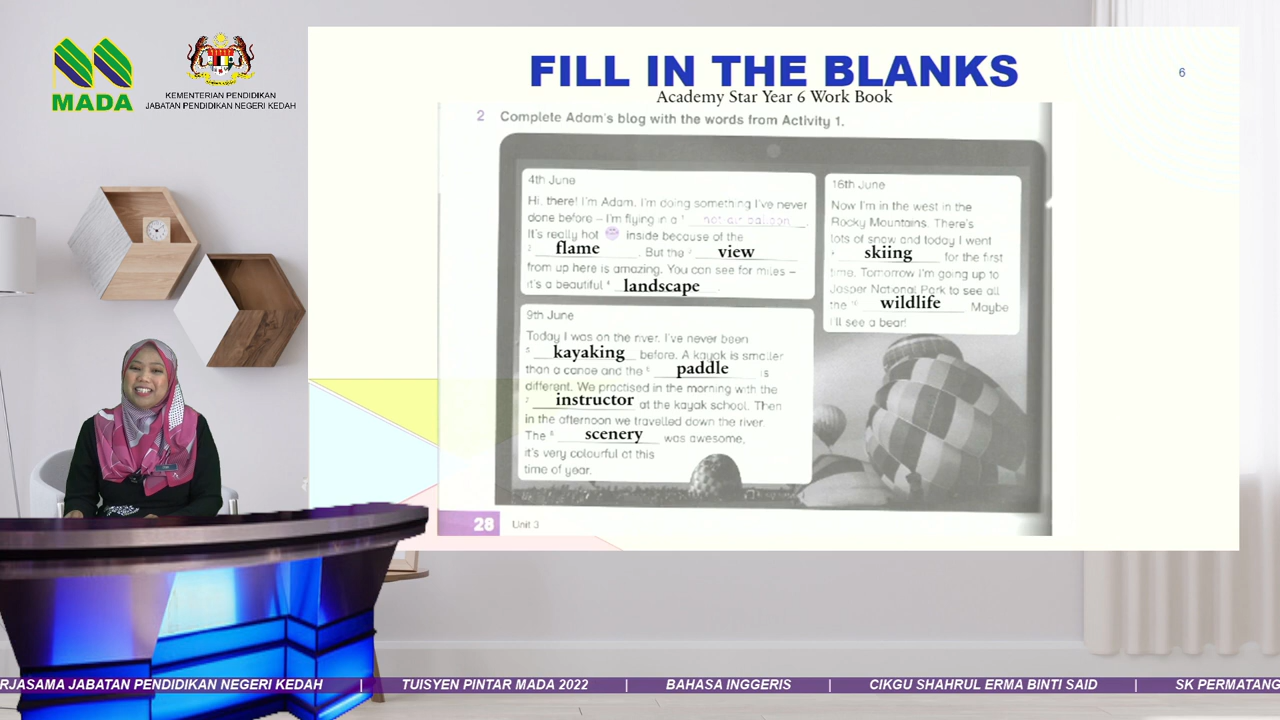 MADA
KEMENTERIAN PENDIDIKAN
JABATAN PENDIDIKAN NEGERI KEDAH
FILL IN THE BLANKS
6
Academy Star Year 6 Work Book
2 Complete Adam's blog with the words from Activity 1.
4th June
Hi, there! I'm Adam. I'm doing something I've never
done before – I'm flying in a 1 hot-air balloon.
It's really hot inside because of the
2 flame. But the 3 view
from up here is amazing. You can see for miles –
it's a beautiful 4 landscape.
9th June
Today I was on the river. I've never been
5 kayaking before. A kayak is smaller
than a canoe and the 6 paddle is
different. We practised in the morning with the
7 instructor at the kayak school. Then
in the afternoon we travelled down the river.
The 8 scenery was awesome,
it's very colourful at this
time of year.
16th June
Now I'm in the west in the
Rocky Mountains. There's
lots of snow and today I went
9 skiing for the first
time. Tomorrow I'm going up to
Jasper National Park to see all
the 10 wildlife. Maybe
I'll see a bear!
28 Unit 3
RJASAMA JABATAN PENDIDIKAN NEGERI KEDAH | TUISYEN PINTAR MADA 2022 | BAHASA INGGERIS | CIKGU SHAHRUL ERMA BINTI SAID | SK PERMATANG